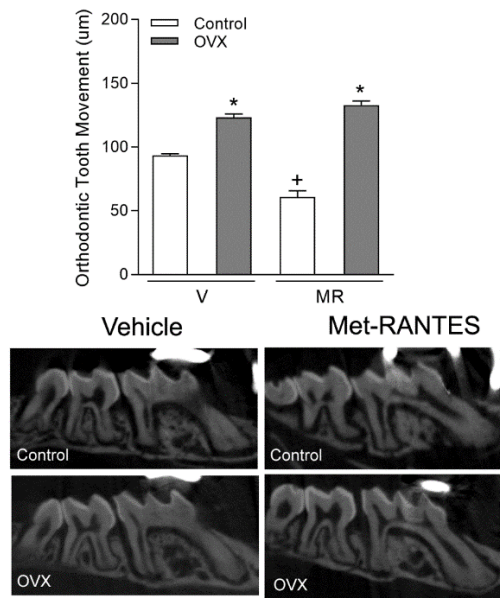 Orthodontic Tooth Movement (um)
200
150
100
50
0
Control
OVX
*
+
*
V
MR
Vehicle
Met-RANTES
Control
Control
OVX
OVX